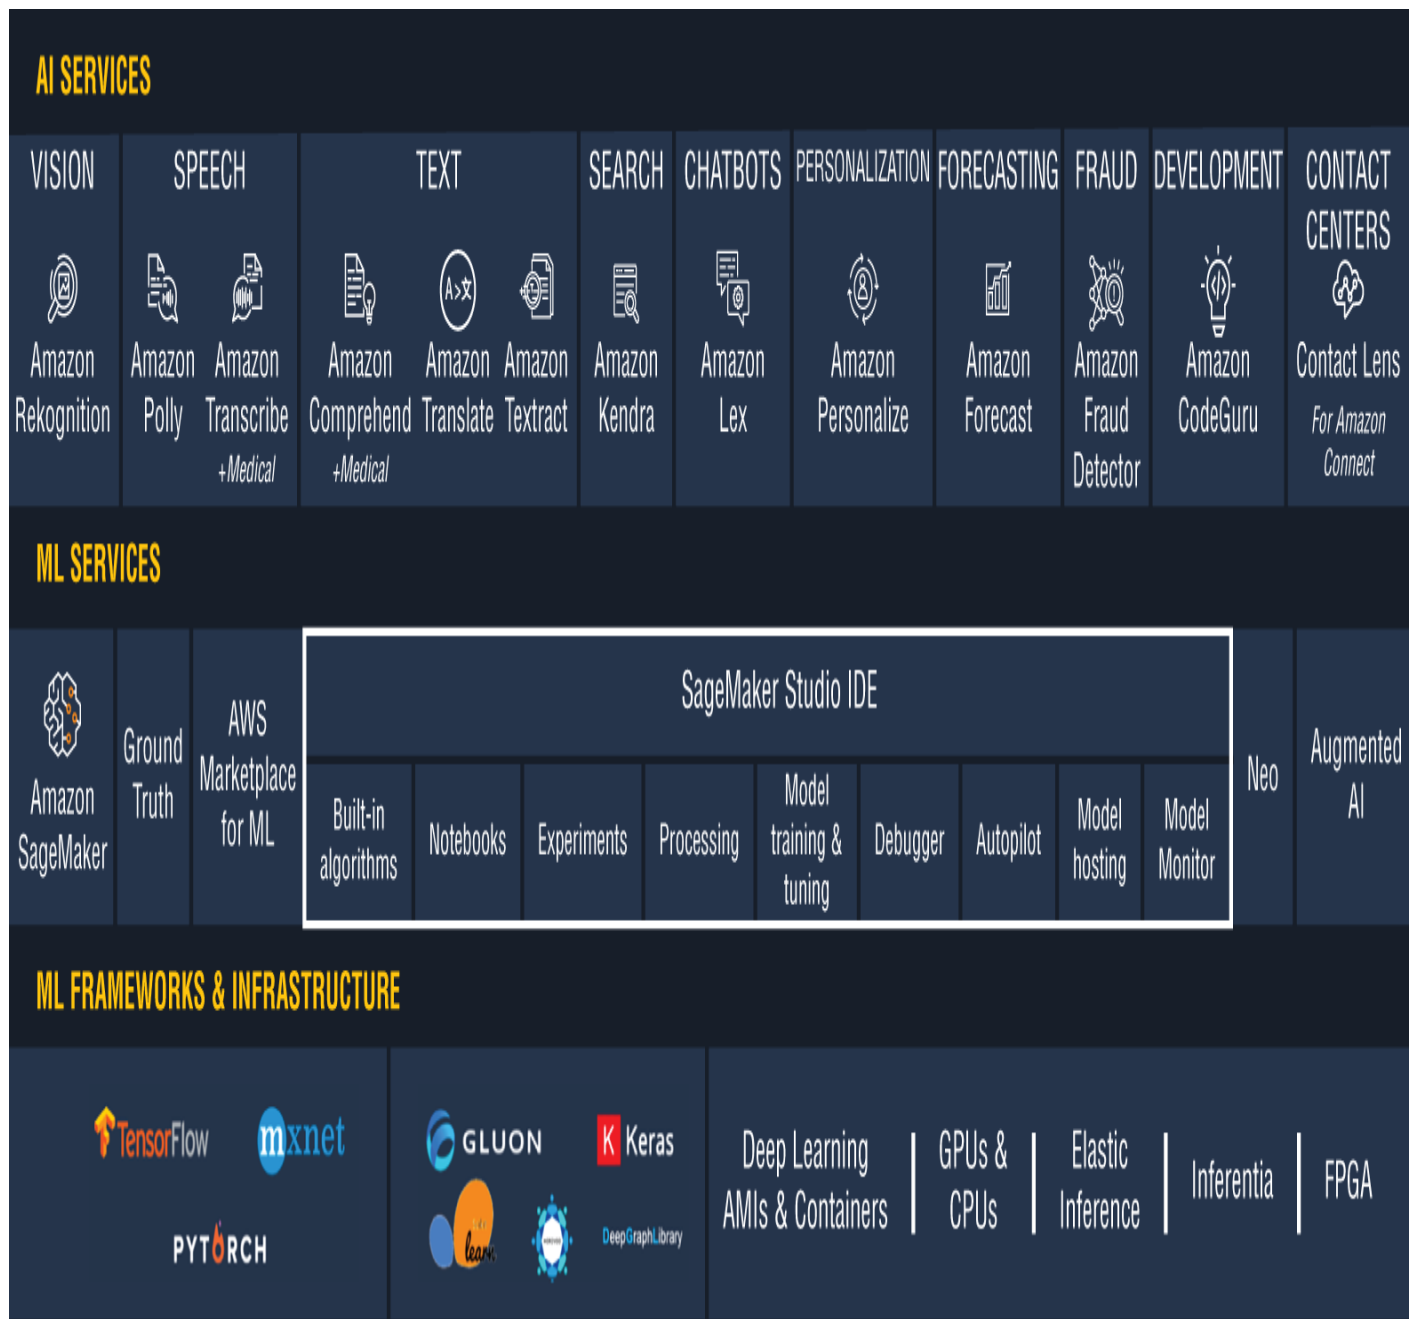 AI SERVICES
VISION
SPEECH
TEXT
SEARCH
CHATBOTS
PERSONALIZATION
FORECASTING
FRAUD
DEVELOPMENT
CONTACT
CENTERS
A>文
</>
Amazon
Rekognition
Amazon
Polly
Amazon
Transcribe
+Medical
Amazon
Comprehend
+Medical
Amazon
Translate
Amazon
Textract
Amazon
Kendra
Amazon
Lex
Amazon
Personalize
Amazon
Forecast
Amazon
Fraud
Detector
Amazon
CodeGuru
Contact Lens
For Amazon
Connect
ML SERVICES
Amazon
SageMaker
Ground
Truth
AWS
Marketplace
for ML
SageMaker Studio IDE
Built-in
algorithms
Notebooks
Experiments
Processing
Model
training &
tuning
Debugger
Autopilot
Model
hosting
Model
Monitor
Neo
Augmented
AI
ML FRAMEWORKS & INFRASTRUCTURE
TensorFlow
mxnet
PYTORCH
GLUON
K Keras
learn
DeepGraphLibrary
Deep Learning
AMIs & Containers
GPUs &
CPUs
Elastic
Inference
Inferentia
FPGA